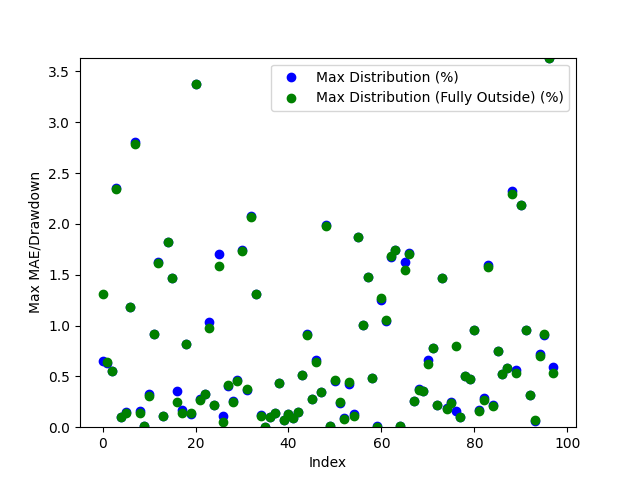 Max Distribution (%)
Max Distribution (Fully Outside) (%)
3.5
3.0
2.5
2.0
1.5
1.0
0.5
0.0
Max MAE/Drawdown
0 20 40 60 80 100
Index